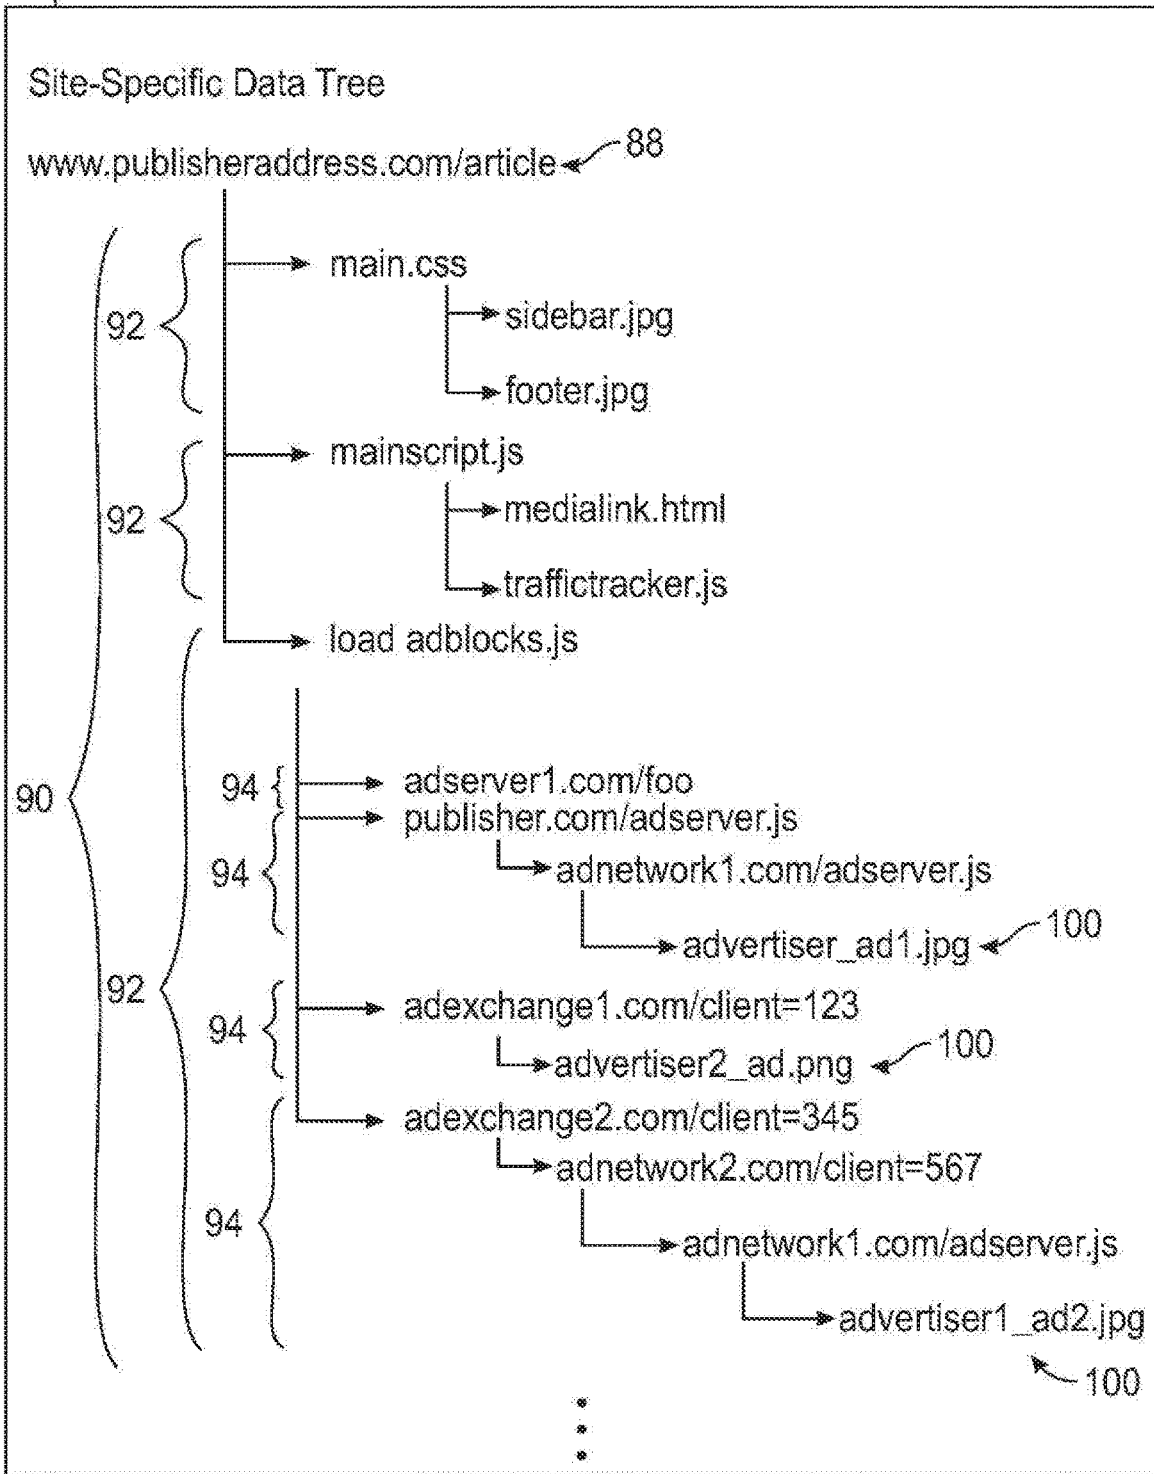 Site-Specific Data Tree
www.publisheraddress.com/article 88
main.css
92 sidebar.jpg
footer.jpg
mainscript.js
92 medialink.html
traffictracker.js
load adblocks.js
94 adserver1.com/foo
90 publisher.com/adserver.js
94 adnetwork1.com/adserver.js
advertiser_ad1.jpg 100
92 adexchange1.com/client=123
94 advertiser2_ad.png 100
adexchange2.com/client=345
adnetwork2.com/client=567
94 adnetwork1.com/adserver.js
advertiser1_ad2.jpg
100